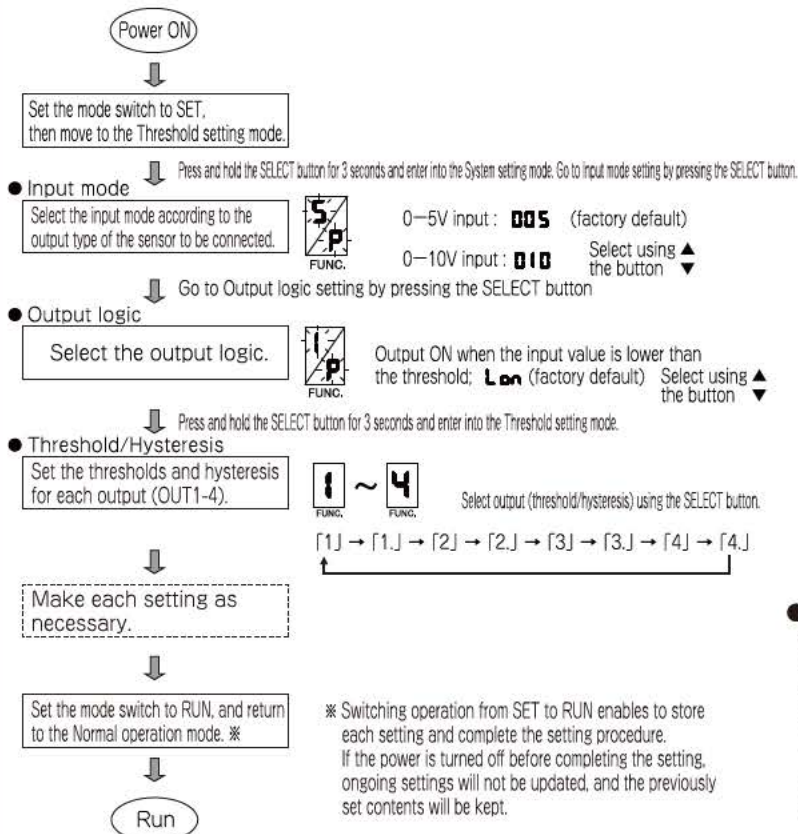 Power ON
Set the mode switch to SET,
then move to the Threshold setting mode.
Press and hold the SELECT button for 3 seconds and enter into the System setting mode. Go to input mode setting by pressing the SELECT button.
● Input mode
Select the input mode according to the
output type of the sensor to be connected.
5/P
FUNC.
0—5V input : 005 (factory default)
0—10V input : 010 Select using ▲
the button ▼
Go to Output logic setting by pressing the SELECT button
● Output logic
Select the output logic.
1/P
FUNC.
Output ON when the input value is lower than
the threshold; Lon (factory default) Select using ▲
the button ▼
Press and hold the SELECT button for 3 seconds and enter into the Threshold setting mode.
● Threshold/Hysteresis
Set the thresholds and hysteresis
for each output (OUT1-4).
1 ~ 4
FUNC. FUNC.
Select output (threshold/hysteresis) using the SELECT button.
「1」 → 「1.」 → 「2」 → 「2.」 → 「3」 → 「3.」 → 「4」 → 「4.」
Make each setting as
necessary.
Set the mode switch to RUN, and return
to the Normal operation mode. ※
※ Switching operation from SET to RUN enables to store
each setting and complete the setting procedure.
If the power is turned off before completing the setting,
ongoing settings will not be updated, and the previously
set contents will be kept.
Run